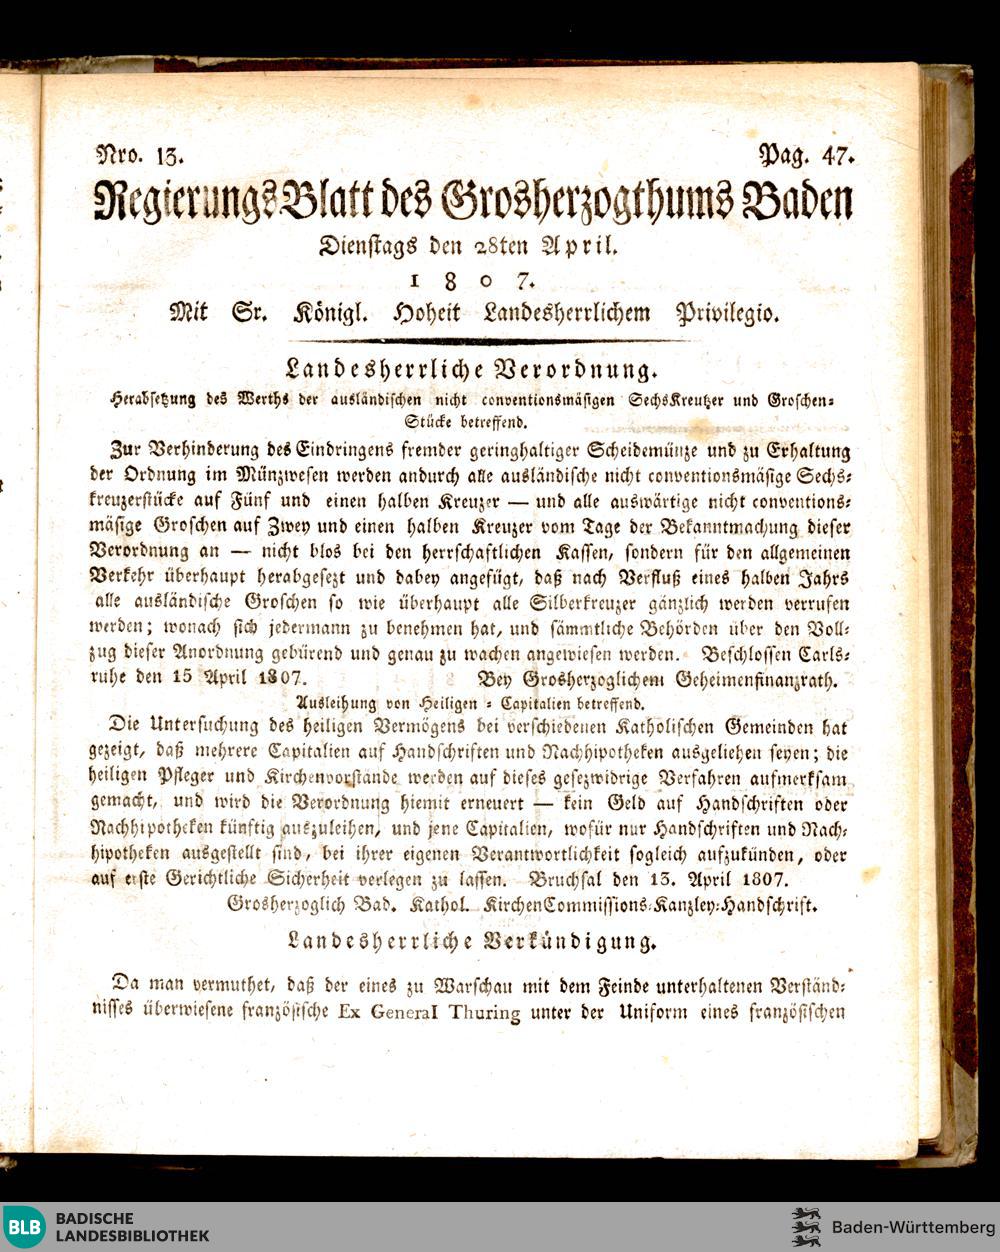 Nro. 13.
Pag. 47.
RegierungsBlatt des Grosherzogthums Baden
Dienstags den 28ten April.
1807.
Mit Sr. Königl. Hoheit Landesherrlichem Privilegio.
Landesherrliche Verordnung.
Herabsetzung des Werths der ausländischen nicht conventionsmäsigen SechsKreutzer und Groschen=
Stücke betreffend.
Zur Verhinderung des Eindringens fremder geringhaltiger Scheidemünze und zu Erhaltung
der Ordnung im Münzwesen werden andurch alle ausländische nicht conventionsmäsige Sechs=
kreuzerstücke auf Fünf und einen halben Kreuzer — und alle auswärtige nicht conventions=
mäsige Groschen auf Zwey und einen halben Kreuzer vom Tage der Bekanntmachung dieser
Verordnung an — nicht blos bei den herrschaftlichen Kassen, sondern für den allgemeinen
Verkehr überhaupt herabgesezt und dabey angefügt, daß nach Verfluß eines halben Jahrs
alle ausländische Groschen so wie überhaupt alle Silberkreuzer gänzlich werden verrufen
werden; wonach sich jedermann zu benehmen hat, und sämmtliche Behörden über den Voll=
zug dieser Anordnung gebürend und genau zu wachen angewiesen werden. Beschlossen Carls=
ruhe den 15 April 1807. Bey Grosherzoglichem Geheimenfinanzrath.
Ausleihung von Heiligen = Capitalien betreffend.
Die Untersuchung des heiligen Vermögens bei verschiedenen Katholischen Gemeinden hat
gezeigt, daß mehrere Capitalien auf Handschriften und Nachhipotheken ausgeliehen seyen; die
heiligen Pfleger und Kirchenvorstände werden auf dieses gesezwidrige Verfahren aufmerksam
gemacht, und wird die Verordnung hiemit erneuert — kein Geld auf Handschriften oder
Nachhipotheken künftig auszuleihen, und jene Capitalien, wofür nur Handschriften und Nach=
hipotheken ausgestellt sind, bei ihrer eigenen Verantwortlichkeit sogleich aufzukünden, oder
auf erste Gerichtliche Sicherheit verlegen zu lassen. Bruchsal den 13. April 1807.
Grosherzoglich Bad. Kathol. KirchenCommissions=Kanzley=Handschrift.
Landesherrliche Verkündigung.
Da man vermuthet, daß der eines zu Warschau mit dem Feinde unterhaltenen Verständ=
nisses überwiesene französische Ex General Thuring unter der Uniform eines französischen
BLB
BADISCHE
LANDESBIBLIOTHEK
Baden-Württemberg